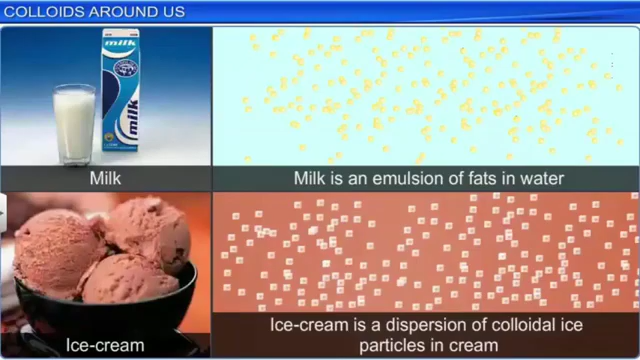 COLLOIDS AROUND US
milk
milk
Milk
Milk is an emulsion of fats in water
Ice-cream
Ice-cream is a dispersion of colloidal ice
particles in cream